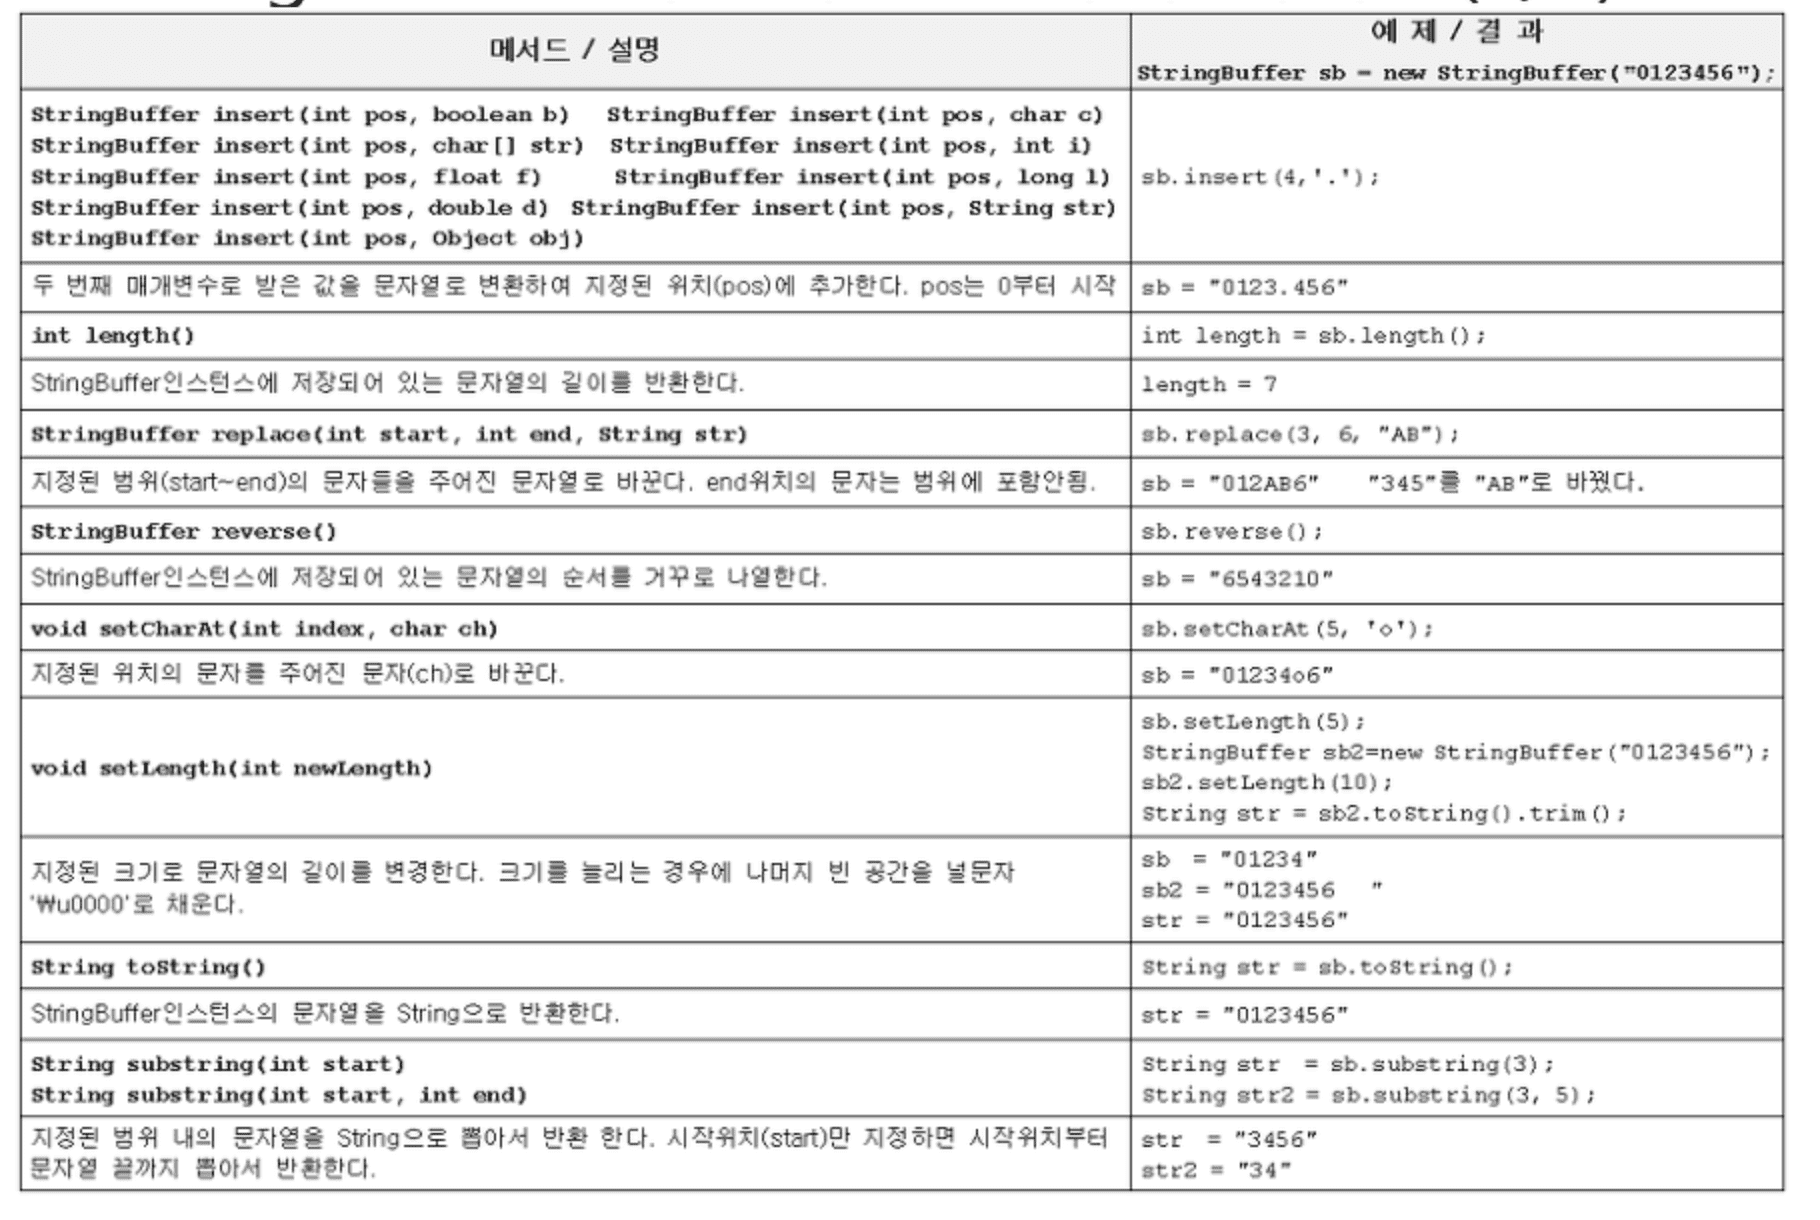 메서드 / 설명
예 제 / 결 과
StringBuffer sb = new StringBuffer("0123456");
StringBuffer insert(int pos, boolean b) StringBuffer insert(int pos, char c)
StringBuffer insert(int pos, char[] str) StringBuffer insert(int pos, int i)
StringBuffer insert(int pos, float f) StringBuffer insert(int pos, long l)
StringBuffer insert(int pos, double d) StringBuffer insert(int pos, String str)
StringBuffer insert(int pos, Object obj)
sb.insert(4,'.');
두 번째 매개변수로 받은 값을 문자열로 변환하여 지정된 위치(pos)에 추가한다. pos는 0부터 시작
sb = "0123.456"
int length()
int length = sb.length();
StringBuffer인스턴스에 저장되어 있는 문자열의 길이를 반환한다.
length = 7
StringBuffer replace(int start, int end, String str)
sb.replace(3, 6, "AB");
지정된 범위(start~end)의 문자들을 주어진 문자열로 바꾼다. end위치의 문자는 범위에 포함안됨.
sb = "012AB6" "345"를 "AB"로 바꿨다.
StringBuffer reverse()
sb.reverse();
StringBuffer인스턴스에 저장되어 있는 문자열의 순서를 거꾸로 나열한다.
sb = "6543210"
void setCharAt(int index, char ch)
sb.setCharAt(5, 'o');
지정된 위치의 문자를 주어진 문자(ch)로 바꾼다.
sb = "01234o6"
void setLength(int newLength)
sb.setLength(5);
StringBuffer sb2=new StringBuffer("0123456");
sb2.setLength(10);
String str = sb2.toString().trim();
지정된 크기로 문자열의 길이를 변경한다. 크기를 늘리는 경우에 나머지 빈 공간을 널문자
'₩u0000'로 채운다.
sb = "01234"
sb2 = "0123456   "
str = "0123456"
String toString()
String str = sb.toString();
StringBuffer인스턴스의 문자열을 String으로 반환한다.
str = "0123456"
String substring(int start)
String substring(int start, int end)
String str = sb.substring(3);
String str2 = sb.substring(3, 5);
지정된 범위 내의 문자열을 String으로 뽑아서 반환 한다. 시작위치(start)만 지정하면 시작위치부터
문자열 끝까지 뽑아서 반환한다.
str = "3456"
str2 = "34"